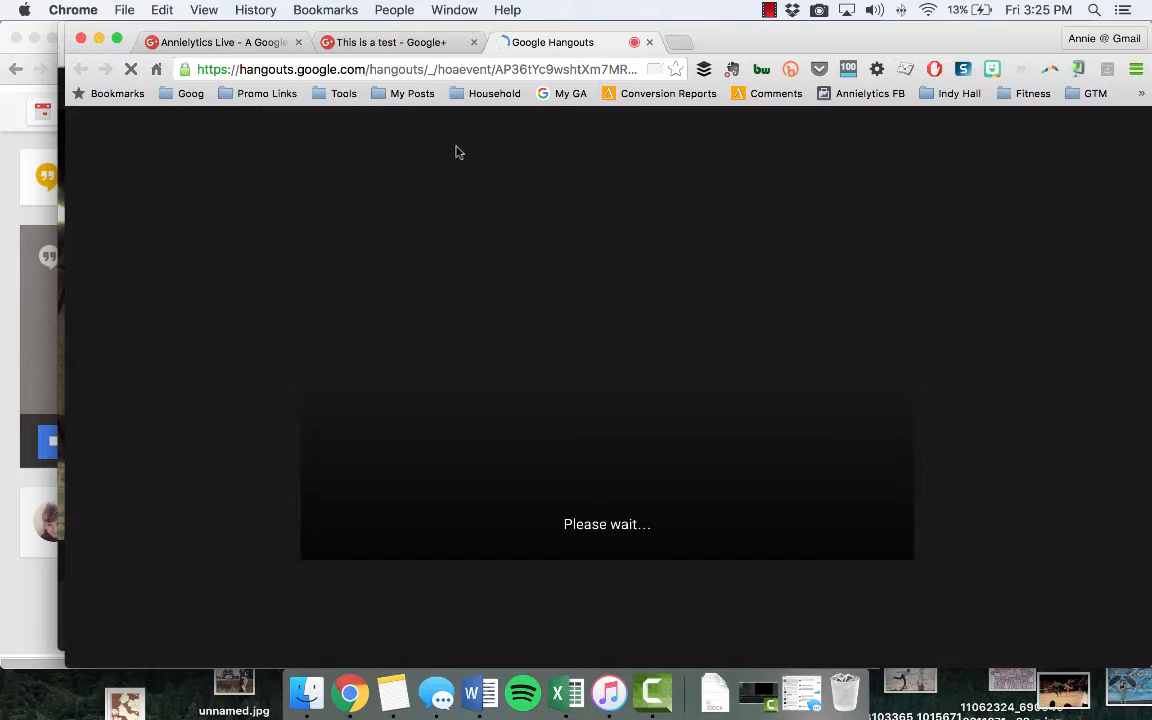 Chrome File Edit View History Bookmarks People Window Help 13% Fri 3:25 PM
Annielytics Live - A Google This is a test - Google+ Google Hangouts Annie @ Gmail
https://hangouts.google.com/hangouts/_/hoaevent/AP36tYc9wshtXm7MR... bw 100
Bookmarks Goog Promo Links Tools My Posts Household My GA Conversion Reports Comments Annielytics FB Indy Hall Fitness GTM »
Please wait...
unnamed.jpg